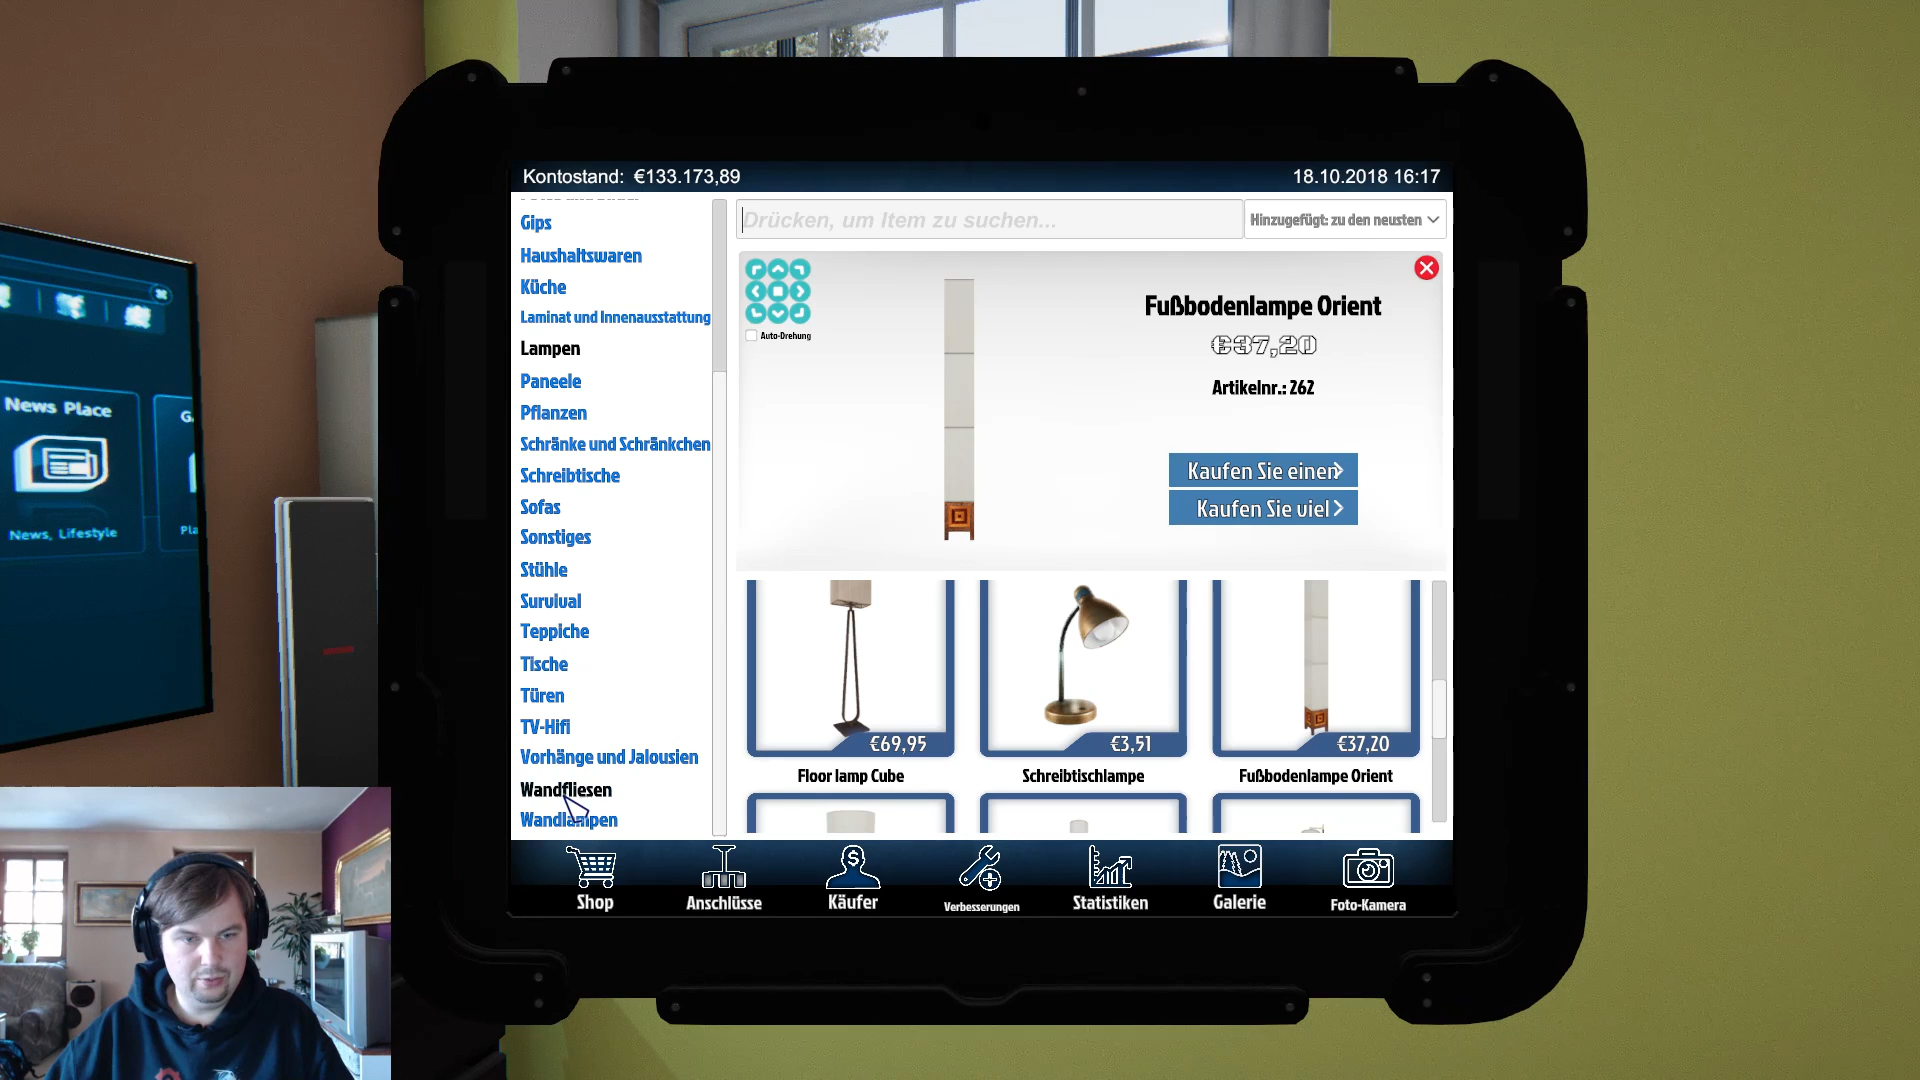 Kontostand: €133.173,89
18.10.2018 16:17
Gips
Haushaltswaren
Küche
Laminat und Innenausstattung
Lampen
Paneele
Pflanzen
Schränke und Schränkchen
Schreibtische
Sofas
Sonstiges
Stühle
Survival
Teppiche
Tische
Türen
TV-Hifi
Vorhänge und Jalousien
Wandfliesen
Wandlampen
Drücken, um Item zu suchen...
Hinzugefügt: zu den neusten
Auto-Drehung
Fußbodenlampe Orient
€37,20
Artikelnr.: 262
Kaufen Sie einen
Kaufen Sie viel
€69,95
€3,51
€37,20
Floor lamp Cube
Schreibtischlampe
Fußbodenlampe Orient
Shop
Anschlüsse
Käufer
Verbesserungen
Statistiken
Galerie
Foto-Kamera
News Place
News, Lifestyle